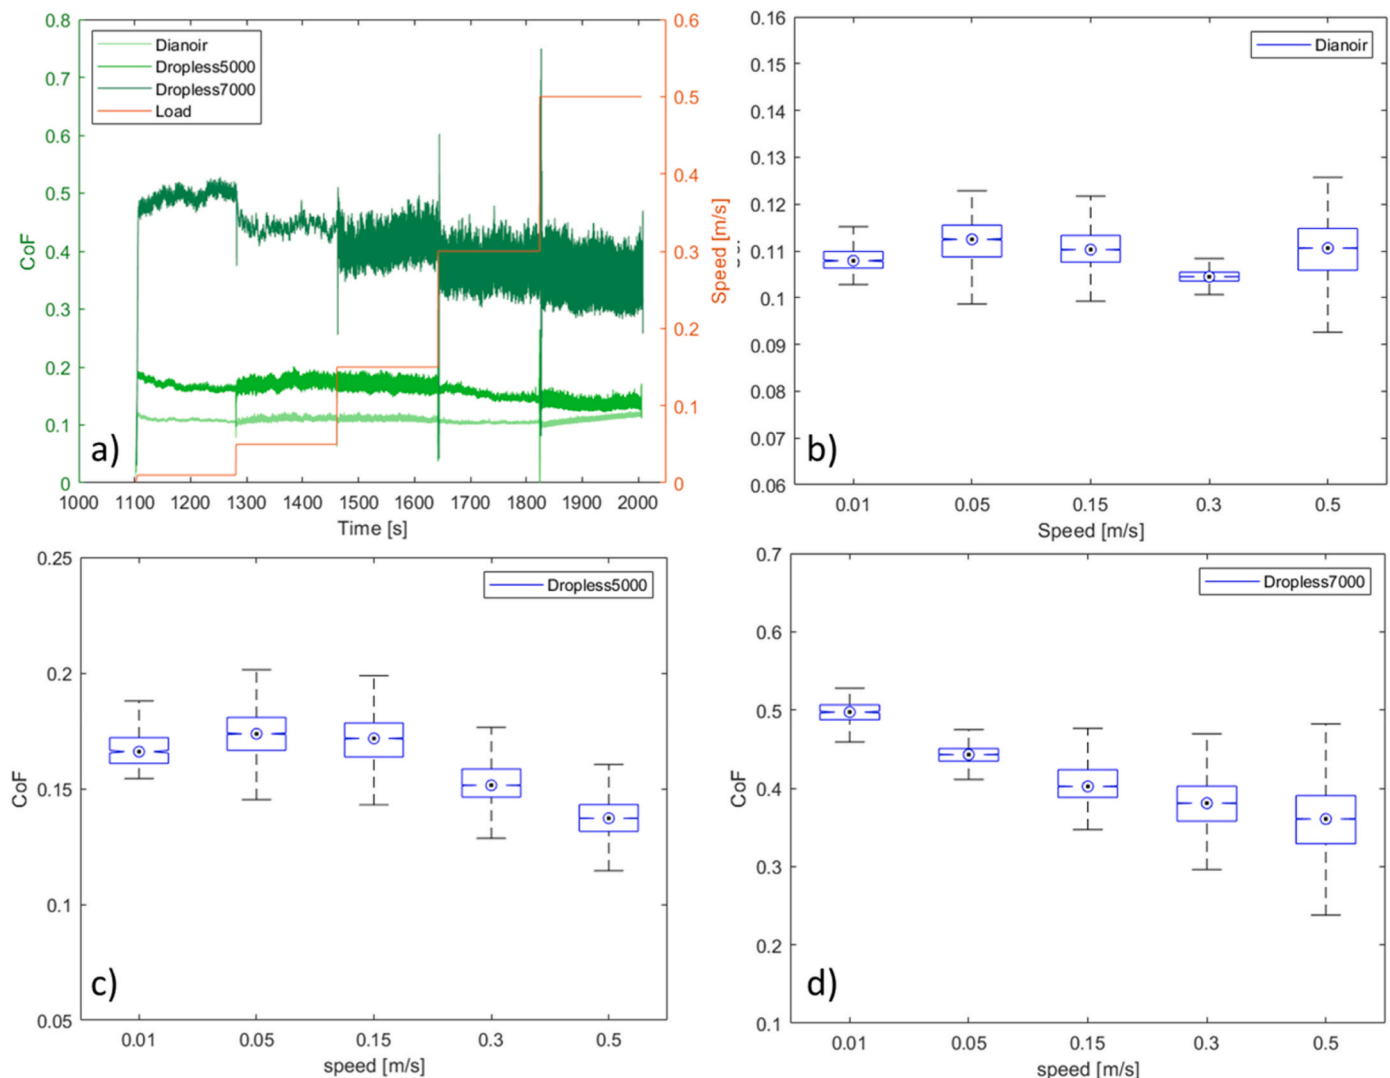 0.8
0.7
0.6
0.5
0.4
0.3
0.2
0.1
0
CoF
Dianoir
Dropless5000
Dropless7000
Load
0.6
0.5
0.4
0.3
0.2
0.1
0
Speed [m/s]
a)
1000 1100 1200 1300 1400 1500 1600 1700 1800 1900 2000
Time [s]
0.16
0.15
0.14
0.13
0.12
0.11
0.1
0.09
0.08
0.07
0.06
Dianoir
b)
0.01 0.05 0.15 0.3 0.5
Speed [m/s]
0.25
0.2
0.15
0.1
0.05
CoF
Dropless5000
c)
0.01 0.05 0.15 0.3 0.5
speed [m/s]
0.7
0.6
0.5
0.4
0.3
0.2
0.1
CoF
Dropless7000
d)
0.01 0.05 0.15 0.3 0.5
speed [m/s]